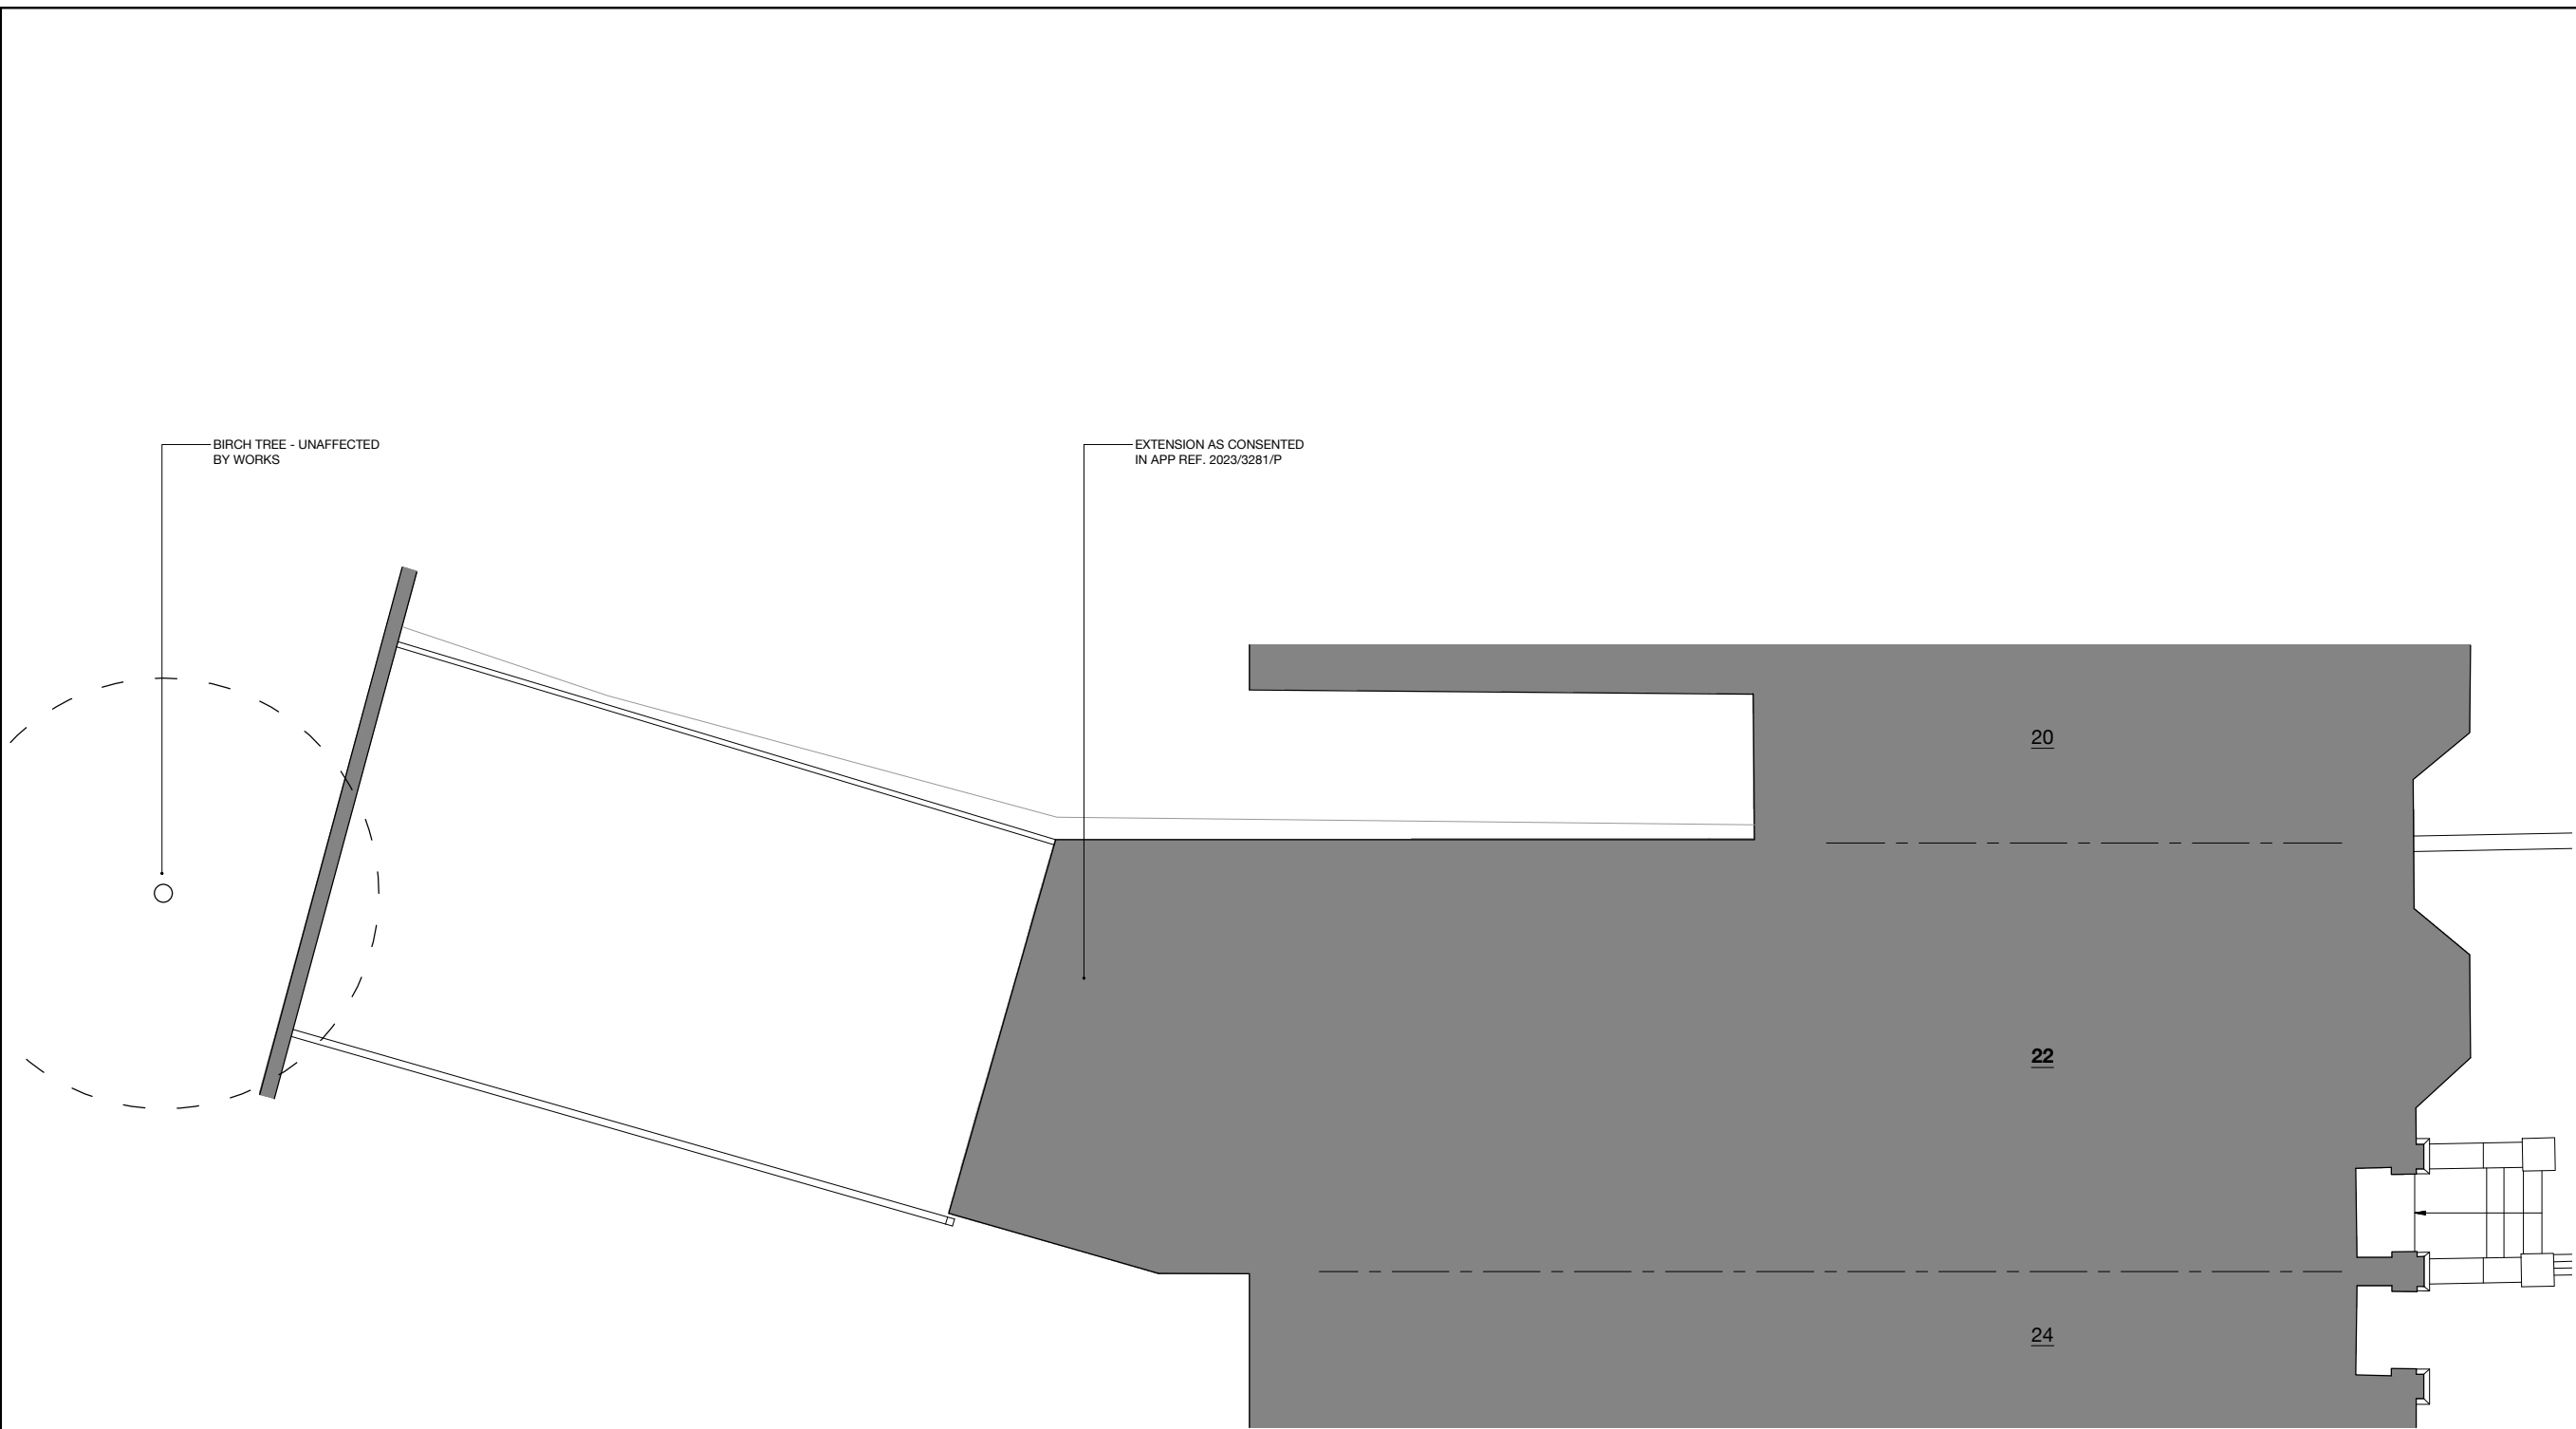 BIRCH TREE - UNAFFECTED
BY WORKS
EXTENSION AS CONSENTED
IN APP REF. 2023/3281/P
20
22
24